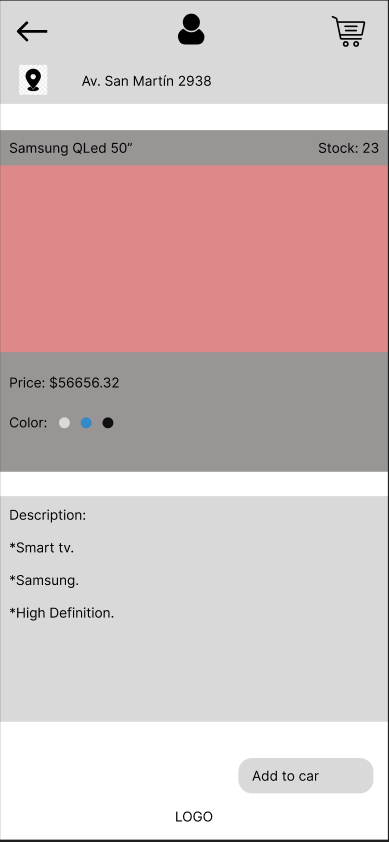 Av. San Martín 2938
Samsung QLed 50” Stock: 23
Price: $56656.32
Color:
Description:
*Smart tv.
*Samsung.
*High Definition.
Add to car
LOGO